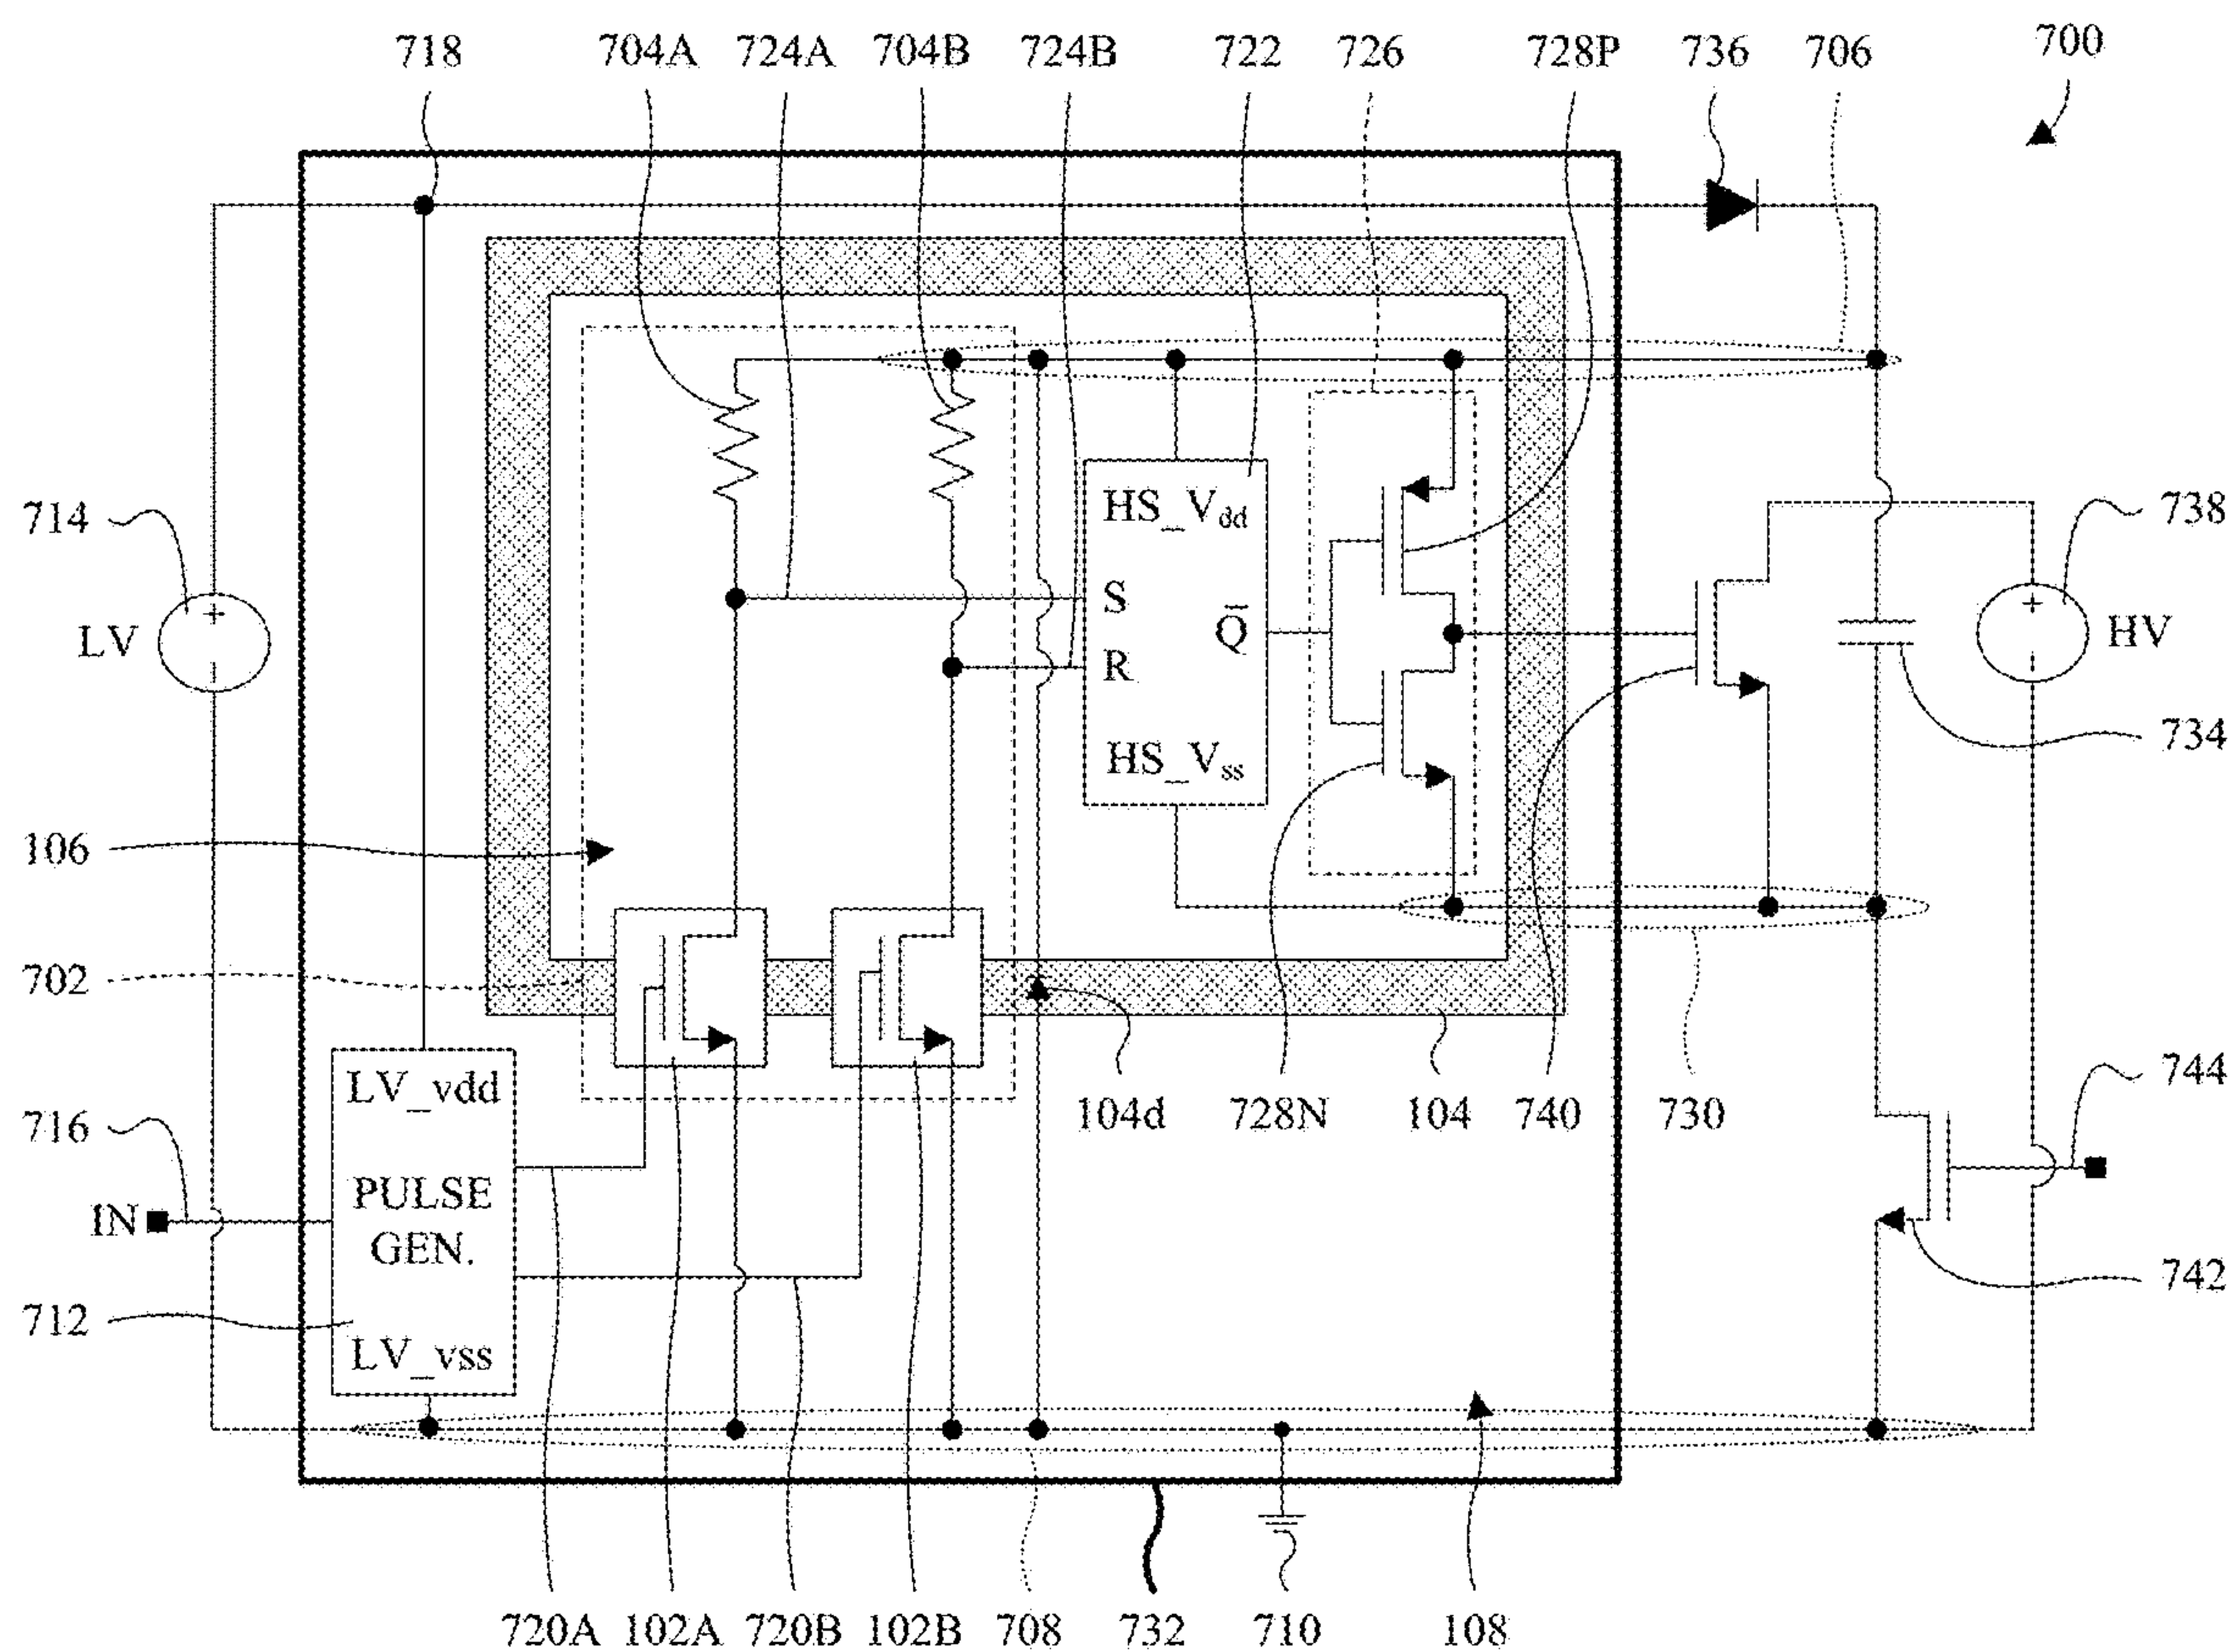 718 704A 724A 704B 724B 722 726 728P 736 706 700
714
LV
HS_Vdd
S
Q̅
R
HS_Vss
738
HV
734
106
702
104d 728N 104 740 730
744
LV_vdd
716
IN
PULSE
GEN.
712
LV_vss
742
720A 102A 720B 102B 708 732 710 108